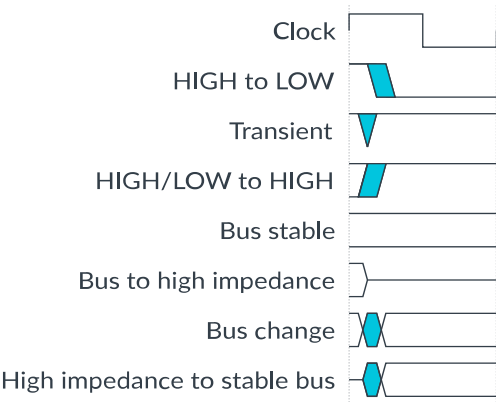 Clock
HIGH to LOW
Transient
HIGH/LOW to HIGH
Bus stable
Bus to high impedance
Bus change
High impedance to stable bus